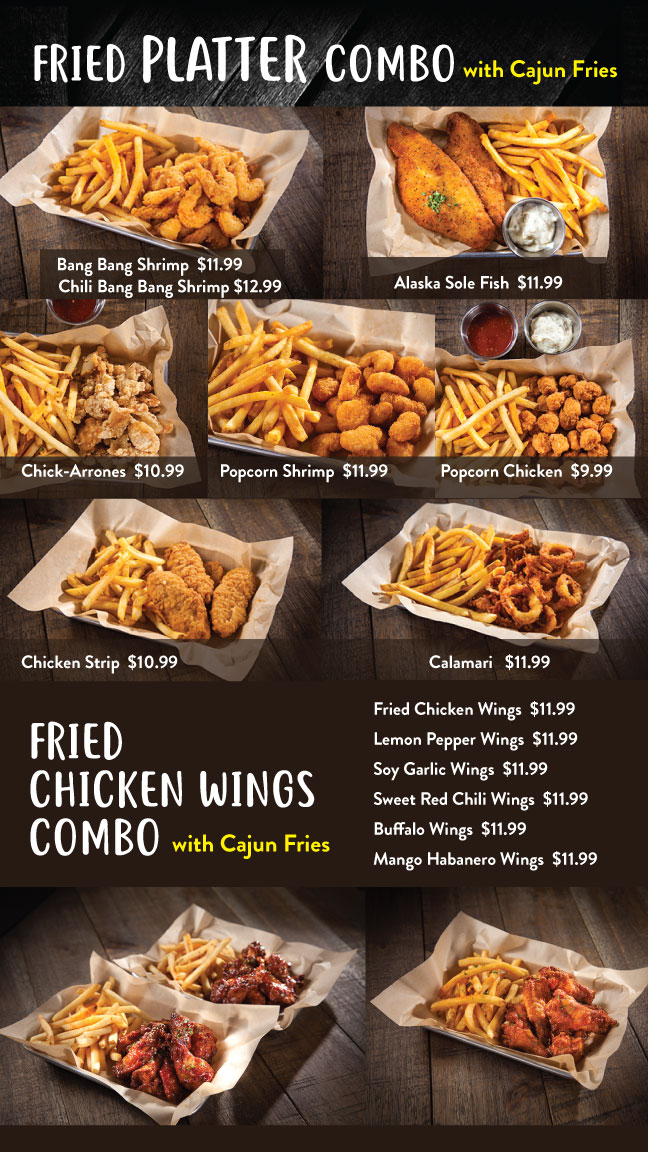 FRIED PLATTER COMBO with Cajun Fries
Bang Bang Shrimp $11.99
Chili Bang Bang Shrimp $12.99
Alaska Sole Fish $11.99
Chick-Arrones $10.99
Popcorn Shrimp $11.99
Popcorn Chicken $9.99
Chicken Strip $10.99
Calamari $11.99
FRIED
CHICKEN WINGS
COMBO with Cajun Fries
Fried Chicken Wings $11.99
Lemon Pepper Wings $11.99
Soy Garlic Wings $11.99
Sweet Red Chili Wings $11.99
Buffalo Wings $11.99
Mango Habanero Wings $11.99